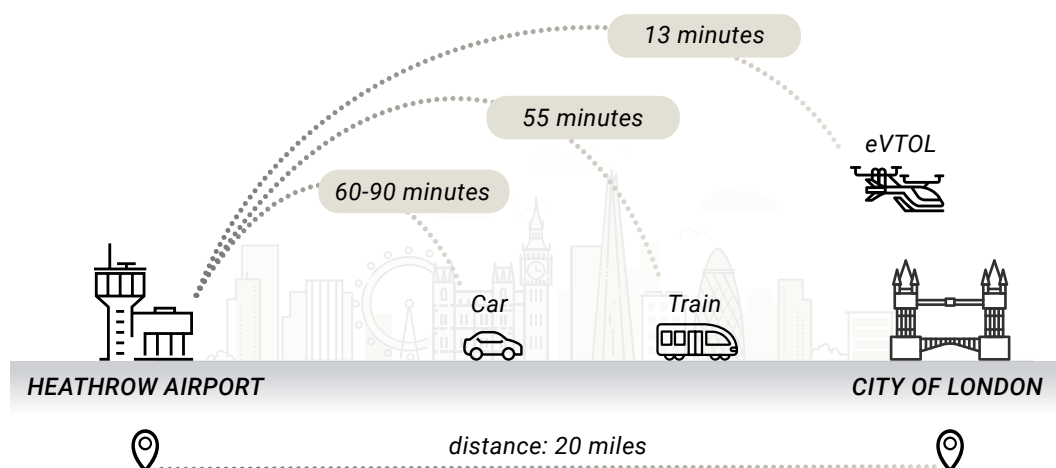 13 minutes
55 minutes
eVTOL
60-90 minutes
Car
Train
HEATHROW AIRPORT
CITY OF LONDON
distance: 20 miles